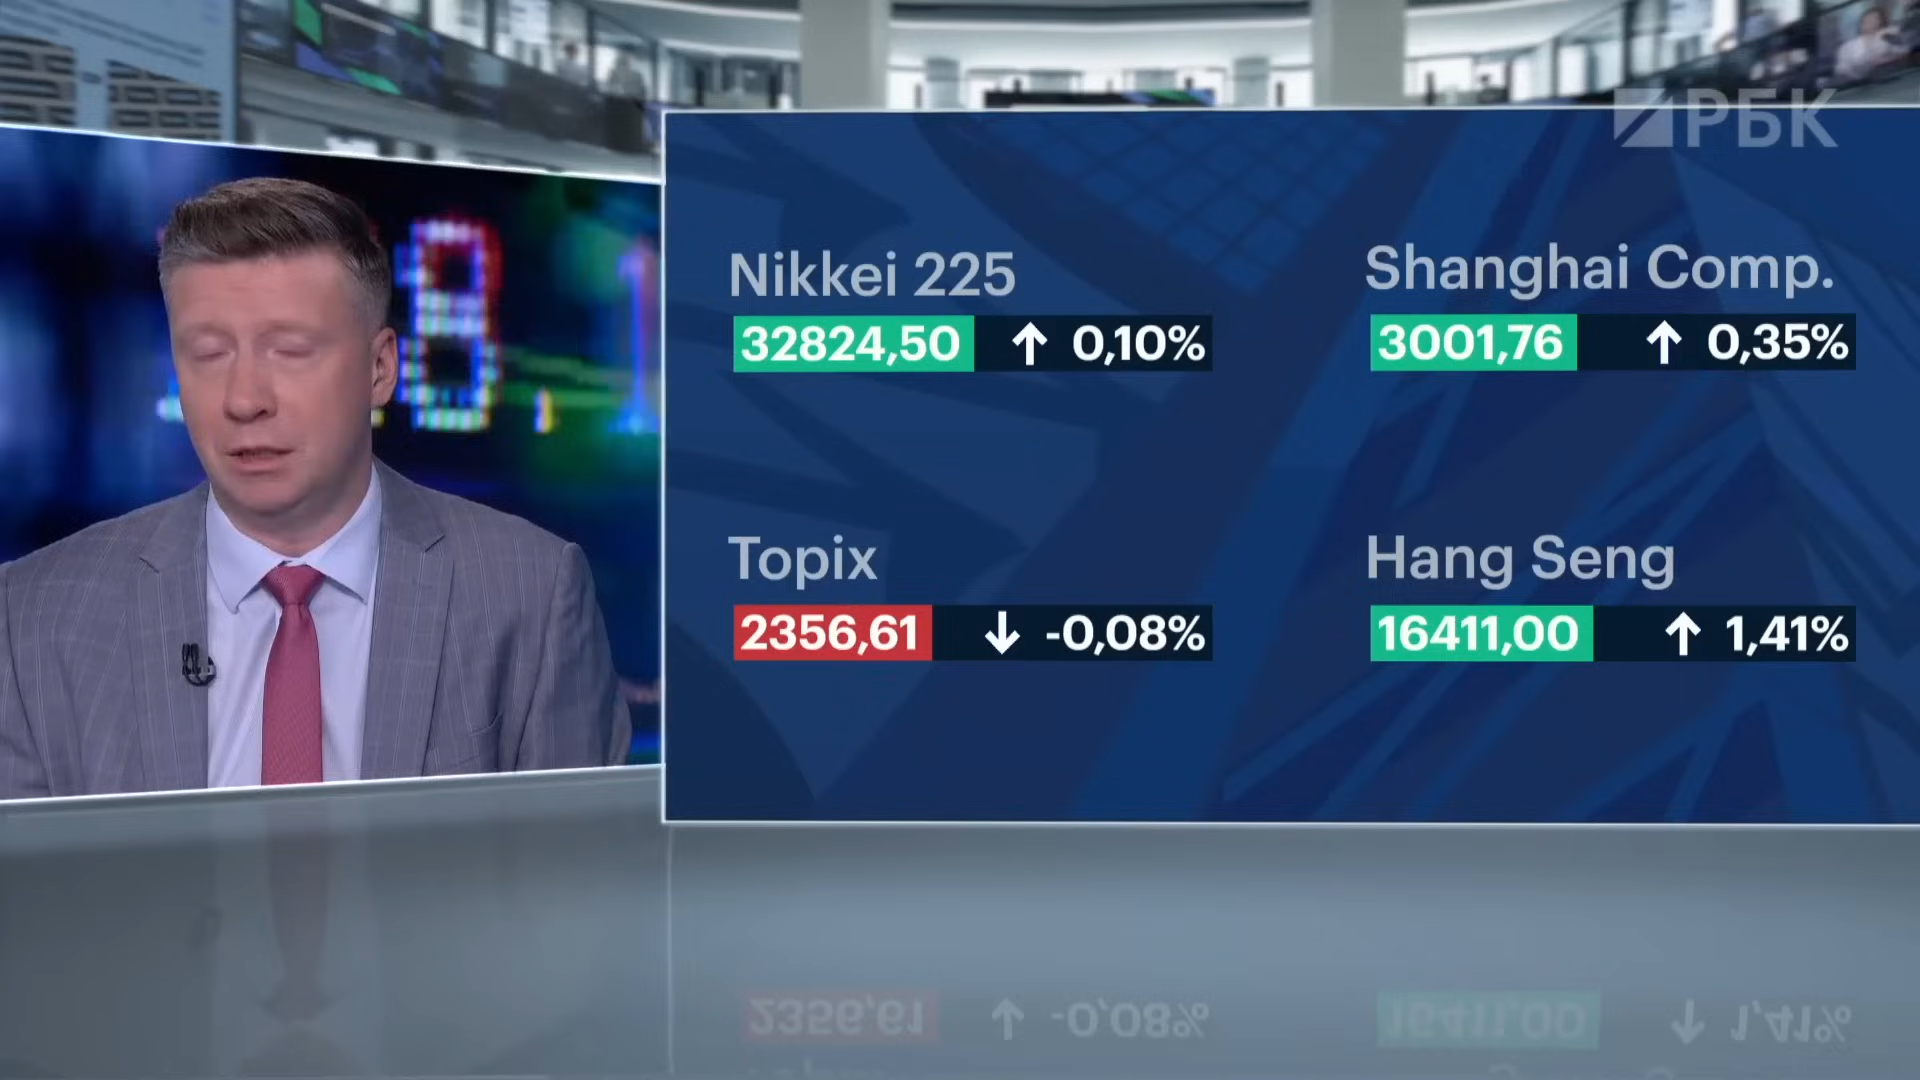 РБК
Nikkei 225
32824,50 ↑ 0,10%
Shanghai Comp.
3001,76 ↑ 0,35%
Topix
2356,61 ↓ -0,08%
Hang Seng
16411,00 ↑ 1,41%